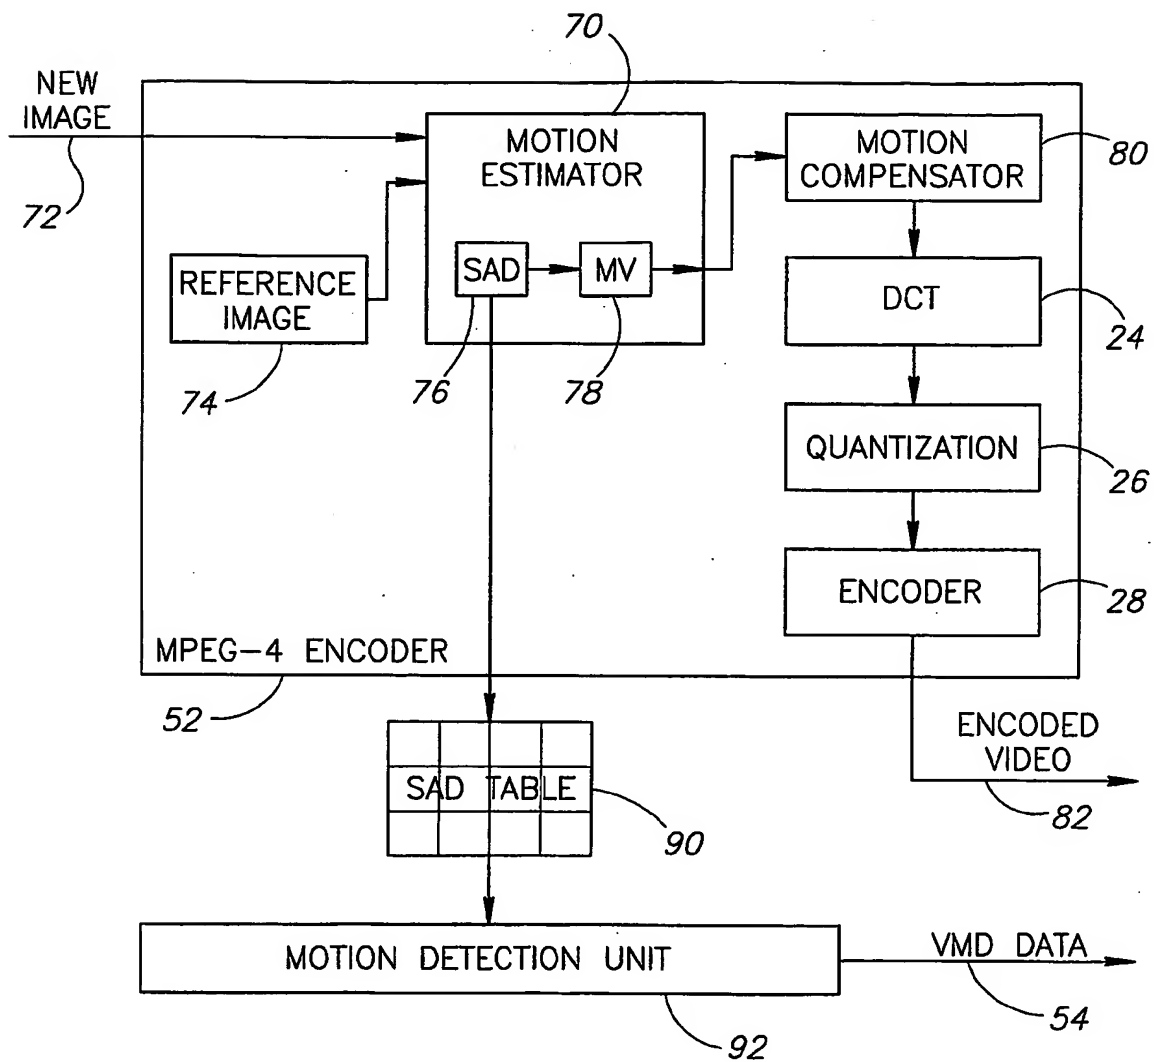 70
NEW
IMAGE
72
MOTION
ESTIMATOR
MOTION
COMPENSATOR
80
REFERENCE
IMAGE
74
SAD
MV
76
78
DCT
24
QUANTIZATION
26
ENCODER
28
MPEG-4 ENCODER
52
SAD TABLE
90
ENCODED
VIDEO
82
MOTION DETECTION UNIT
92
VMD DATA
54